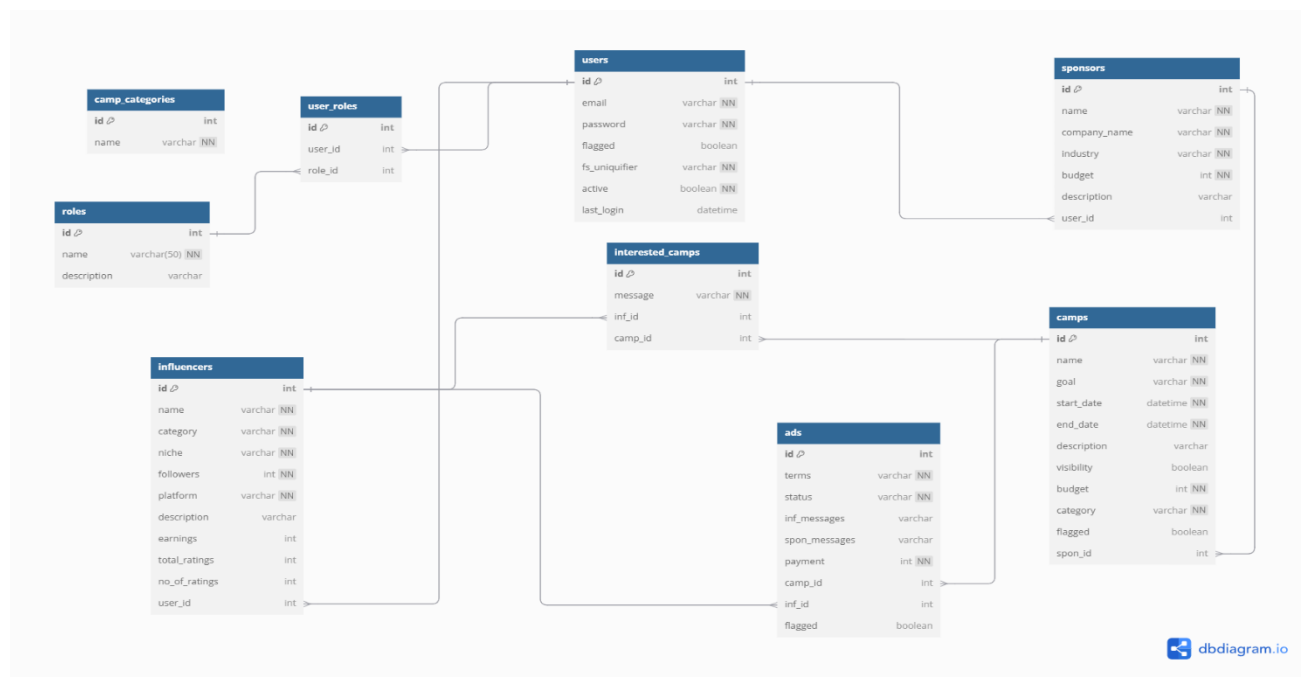 camp_categories
id int
name varchar NN
user_roles
id int
user_id int
role_id int
roles
id int
name varchar(50) NN
description varchar
users
id int
email varchar NN
password varchar NN
flagged boolean
fs_uniquifier varchar NN
active boolean NN
last_login datetime
sponsors
id int
name varchar NN
company_name varchar NN
industry varchar NN
budget int NN
description varchar
user_id int
interested_camps
id int
message varchar NN
inf_id int
camp_id int
influencers
id int
name varchar NN
category varchar NN
niche varchar NN
followers int NN
platform varchar NN
description varchar
earnings int
total_ratings int
no_of_ratings int
user_id int
ads
id int
terms varchar NN
status varchar NN
inf_messages varchar
spon_messages varchar
payment int NN
camp_id int
inf_id int
flagged boolean
camps
id int
name varchar NN
goal varchar NN
start_date datetime NN
end_date datetime NN
description varchar
visibility boolean
budget int NN
category varchar NN
flagged boolean
spon_id int
dbdiagram.io